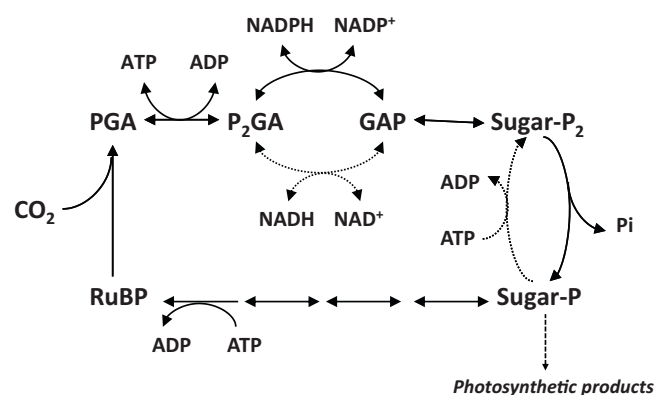 NADPH NADP⁺
ATP ADP
PGA P₂GA GAP Sugar-P₂
ADP
CO₂ NADH NAD⁺ ATP Pi
RuBP Sugar-P
ADP ATP
Photosynthetic products